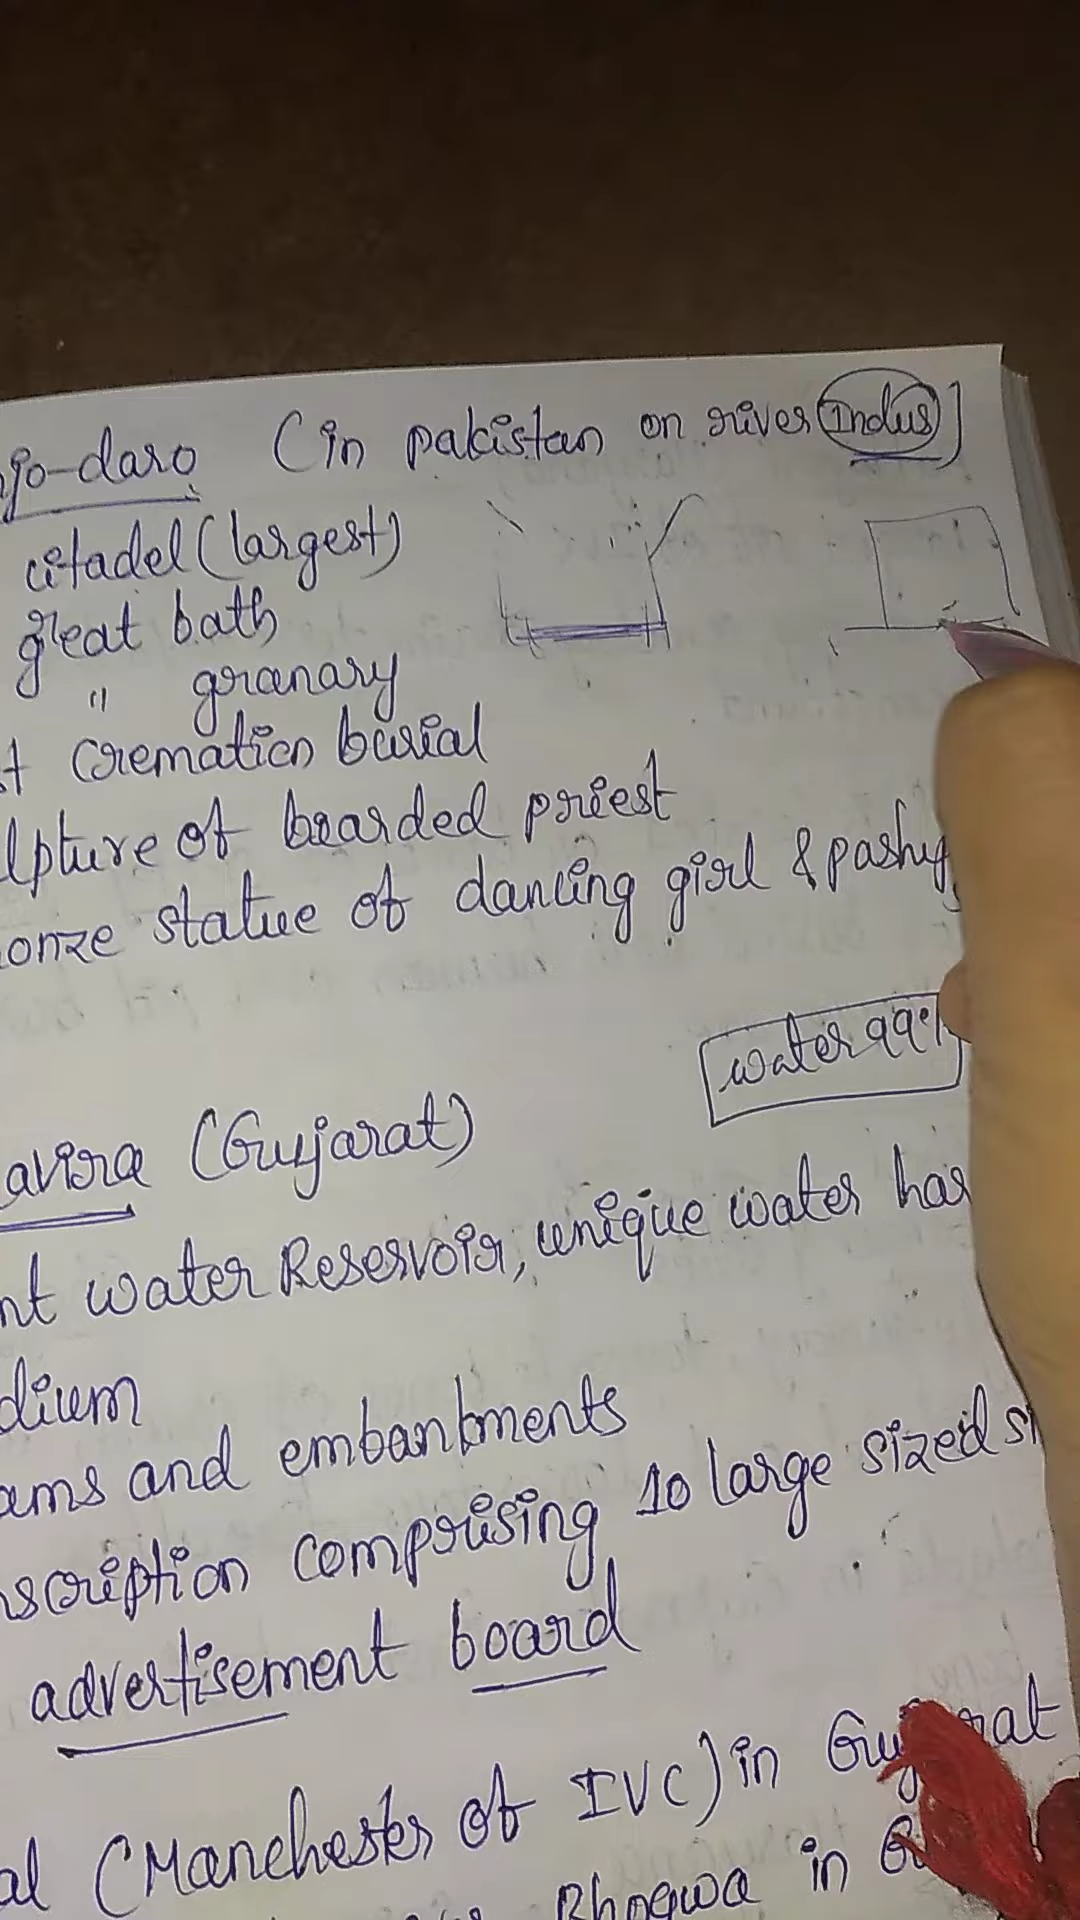 jo-daro (in pakistan on river Indus]
citadel (largest)
great bath
" granary
cremation burial
lpture of bearded priest
onze statue of dancing girl & pashu
water
avira (Gujarat)
nt water Reservoir, unique water har
dium
ams and embankments
scription comprising 10 large sized si
advertisement board
al (Manchester of IVC) in Gujarat
Bhogwa in